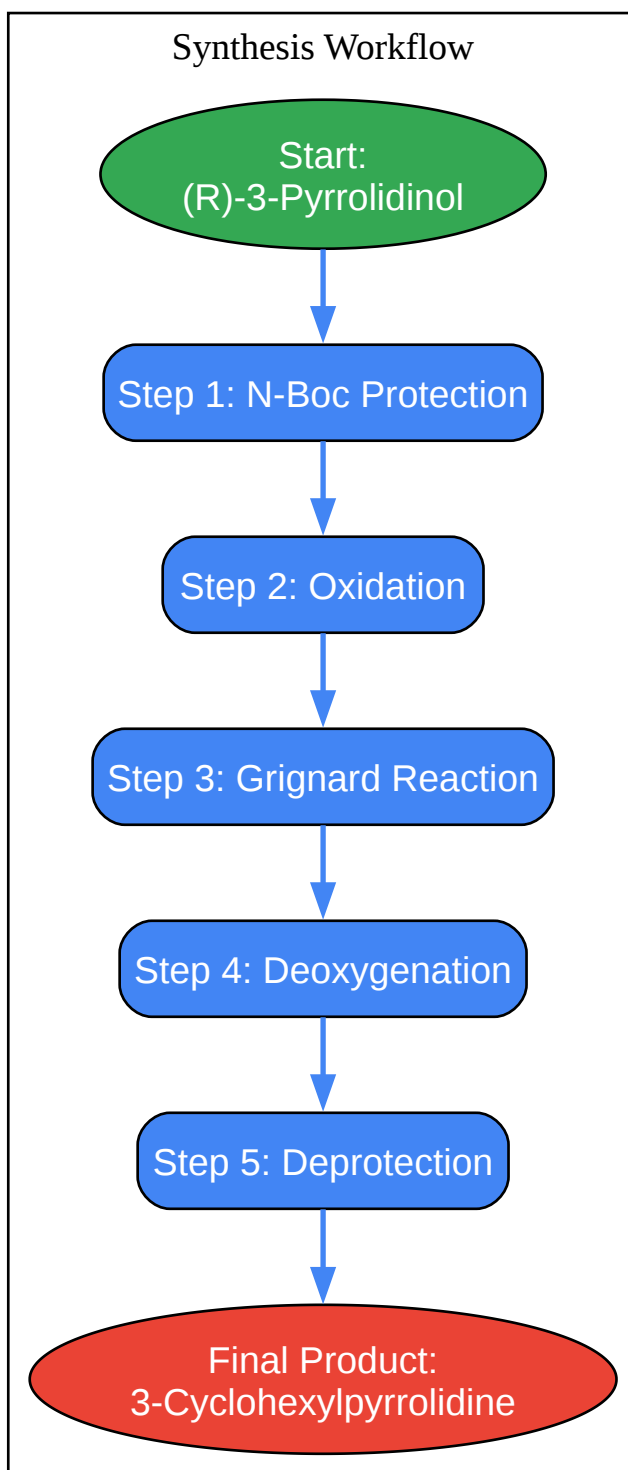 Synthesis Workflow
Start:
(R)-3-Pyrrolidinol
Step 1: N-Boc Protection
Step 2: Oxidation
Step 3: Grignard Reaction
Step 4: Deoxygenation
Step 5: Deprotection
Final Product:
3-Cyclohexylpyrrolidine